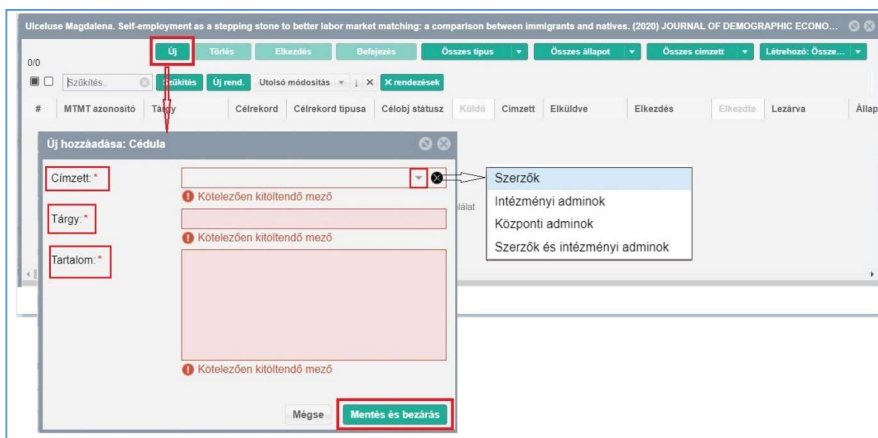 Ulceluse Magdalena. Self-employment as a stepping stone to better labor market matching: a comparison between immigrants and natives. (2020) JOURNAL OF DEMOGRAPHIC ECONO...
Új Törlés Elkezdés Befejezés Összes típus Összes állapot Összes címzett Létrehozó: Össze...
0/0
Szűkítés.. Szűkítés Új rend. Utolsó módosítás ↓ X X rendezések
# MTMT azonosító Tárgy Célrekord Célrekord típusa Célobj státusz Küldő Címzett Elküldve Elkezdés Elkezdte Lezárva Állap
Új hozzáadása: Cédula
Címzett: *
Kötelezően kitöltendő mező
Tárgy: *
Kötelezően kitöltendő mező
Tartalom: *
Kötelezően kitöltendő mező
Mégse Mentés és bezárás
Szerzők
Intézményi adminok
Központi adminok
Szerzők és intézményi adminok